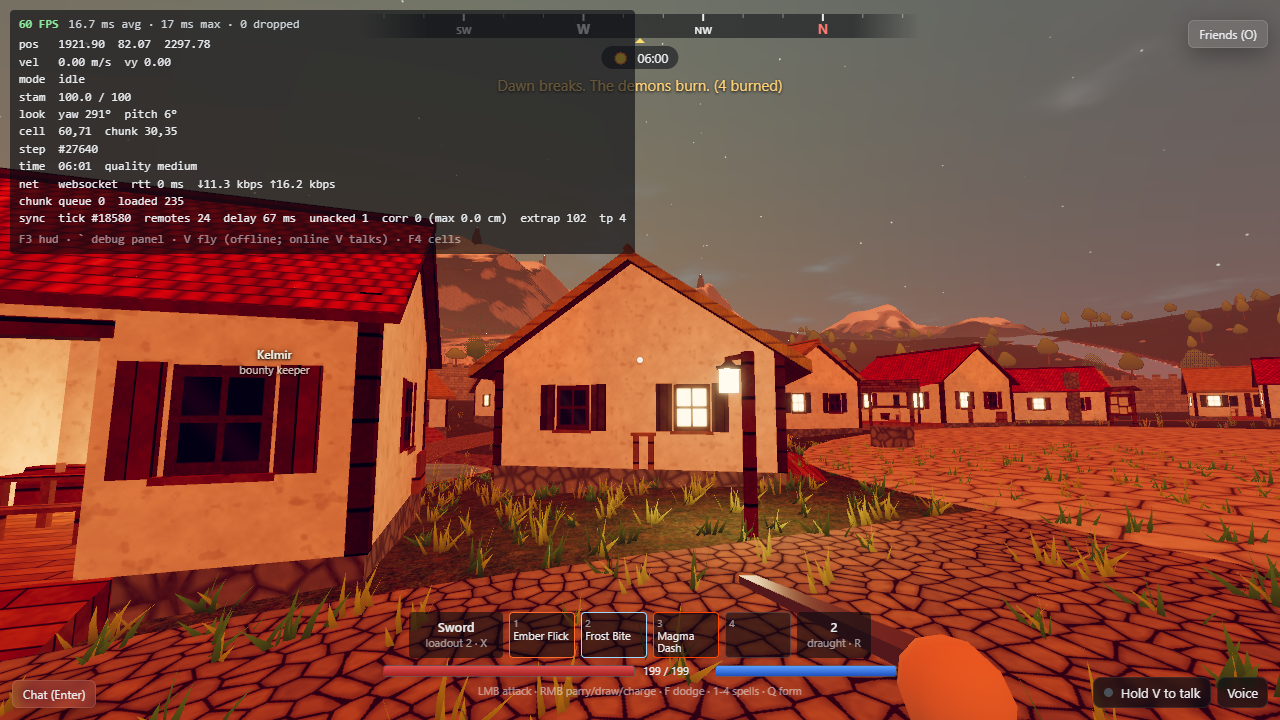 60 FPS 16.7 ms avg · 17 ms max · 0 dropped
pos 1921.90 82.07 2297.78
vel 0.00 m/s vy 0.00
mode idle
stam 100.0 / 100
look yaw 291° pitch 6°
cell 60,71 chunk 30,35
step #27640
time 06:01 quality medium
net websocket rtt 0 ms ↓11.3 kbps ↑16.2 kbps
chunk queue 0 loaded 235
sync tick #18580 remotes 24 delay 67 ms unacked 1 corr 0 (max 0.0 cm) extrap 102 tp 4
F3 hud · ` debug panel · V fly (offline; online V talks) · F4 cells
SW W NW N
06:00
Dawn breaks. The demons burn. (4 burned)
Friends (O)
Kelmir
bounty keeper
Sword
loadout 2 · X
1
Ember Flick
2
Frost Bite
3
Magma
Dash
4
2
draught · R
199 / 199
LMB attack · RMB parry/draw/charge · F dodge · 1-4 spells · Q form
Chat (Enter)
Hold V to talk
Voice